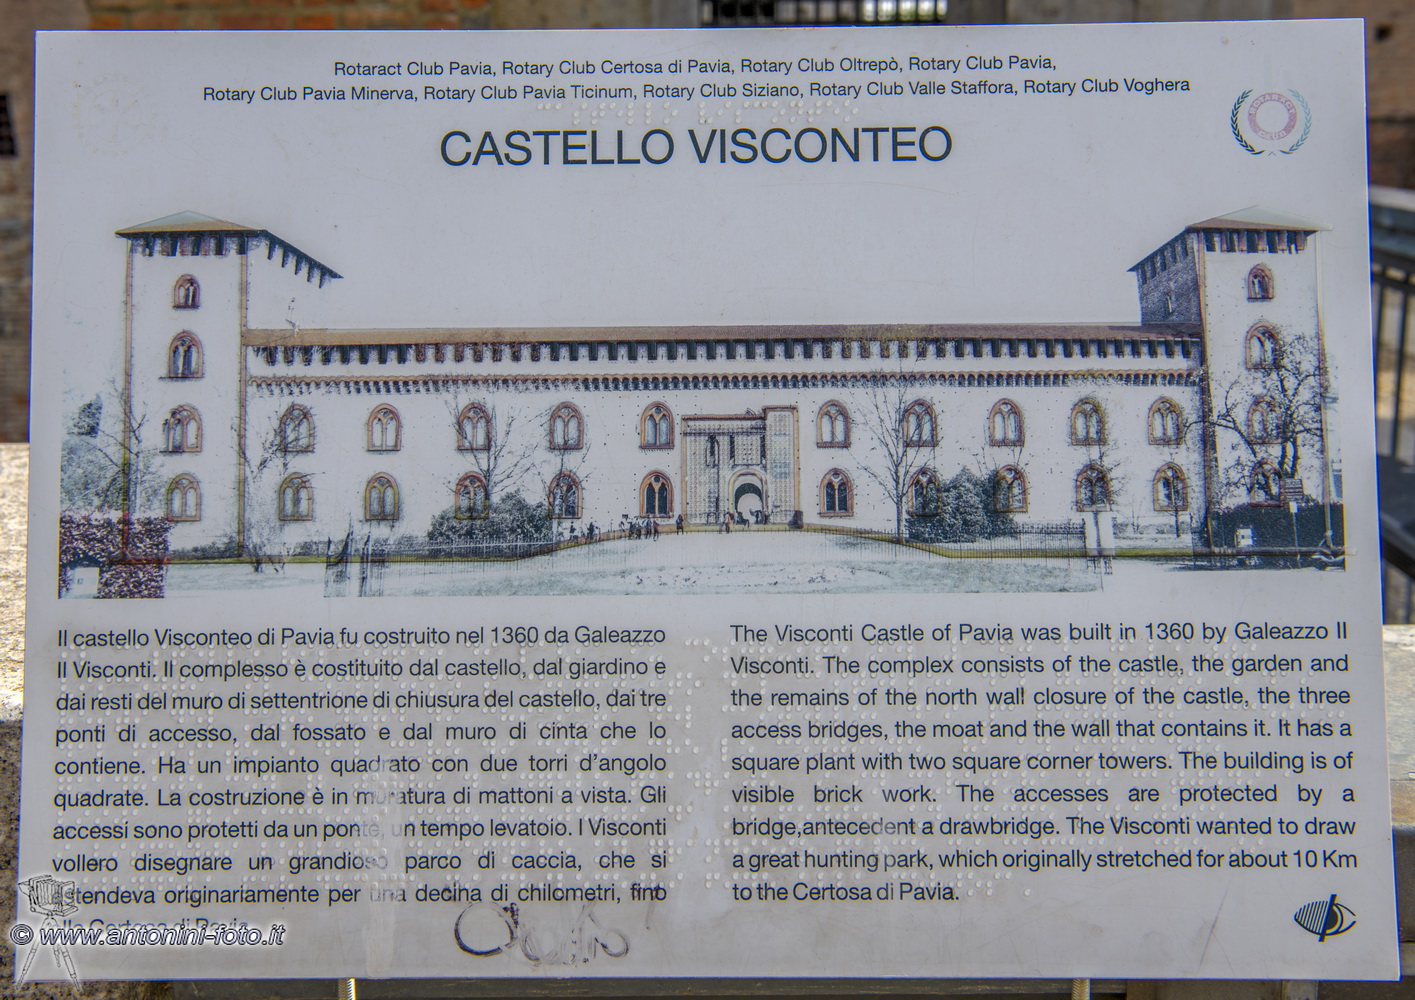 Rotaract Club Pavia, Rotary Club Certosa di Pavia, Rotary Club Oltrepò, Rotary Club Pavia,
Rotary Club Pavia Minerva, Rotary Club Pavia Ticinum, Rotary Club Siziano, Rotary Club Valle Staffora, Rotary Club Voghera
CASTELLO VISCONTEO
Il castello Visconteo di Pavia fu costruito nel 1360 da Galeazzo
II Visconti. Il complesso è costituito dal castello, dal giardino e
dai resti del muro di settentrione di chiusura del castello, dai tre
ponti di accesso, dal fossato e dal muro di cinta che lo
contiene. Ha un impianto quadrato con due torri d'angolo
quadrate. La costruzione è in muratura di mattoni a vista. Gli
accessi sono protetti da un ponte, un tempo levatoio. I Visconti
vollero disegnare un grandioso parco di caccia, che si
estendeva originariamente per una decina di chilometri, fino
alla Certosa di Pavia.
The Visconti Castle of Pavia was built in 1360 by Galeazzo II
Visconti. The complex consists of the castle, the garden and
the remains of the north wall closure of the castle, the three
access bridges, the moat and the wall that contains it. It has a
square plant with two square corner towers. The building is of
visible brick work. The accesses are protected by a
bridge,antecedent a drawbridge. The Visconti wanted to draw
a great hunting park, which originally stretched for about 10 Km
to the Certosa di Pavia.
© www.antonini-foto.it